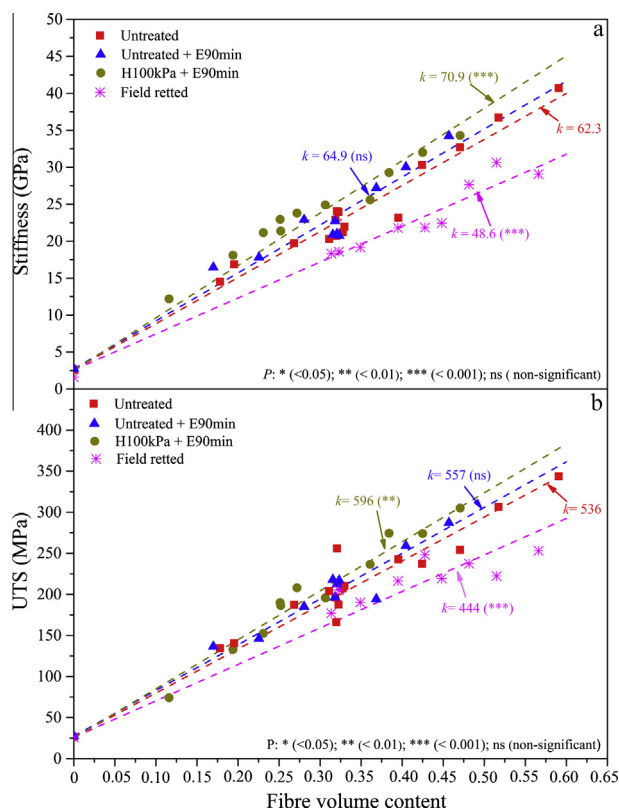 50
a
Untreated
45
Untreated + E90min
k = 70.9 (***)
40
H100kPa + E90min
Field retted
35
k = 62.3
k = 64.9 (ns)
30
25
20
k = 48.6 (***)
15
10
5
P: * (<0.05); ** (< 0.01); *** (< 0.001); ns ( non-significant)
0
Stiffness (GPa)
b
Untreated
400
Untreated + E90min
H100kPa + E90min
350
Field retted
k= 557 (ns)
k= 596 (**)
300
k= 536
250
200
k= 444 (***)
150
100
50
P: * (<0.05); ** (< 0.01); *** (< 0.001); ns (non-significant)
0
UTS (MPa)
0 0.05 0.10 0.15 0.20 0.25 0.30 0.35 0.40 0.45 0.50 0.55 0.60 0.65
Fibre volume content